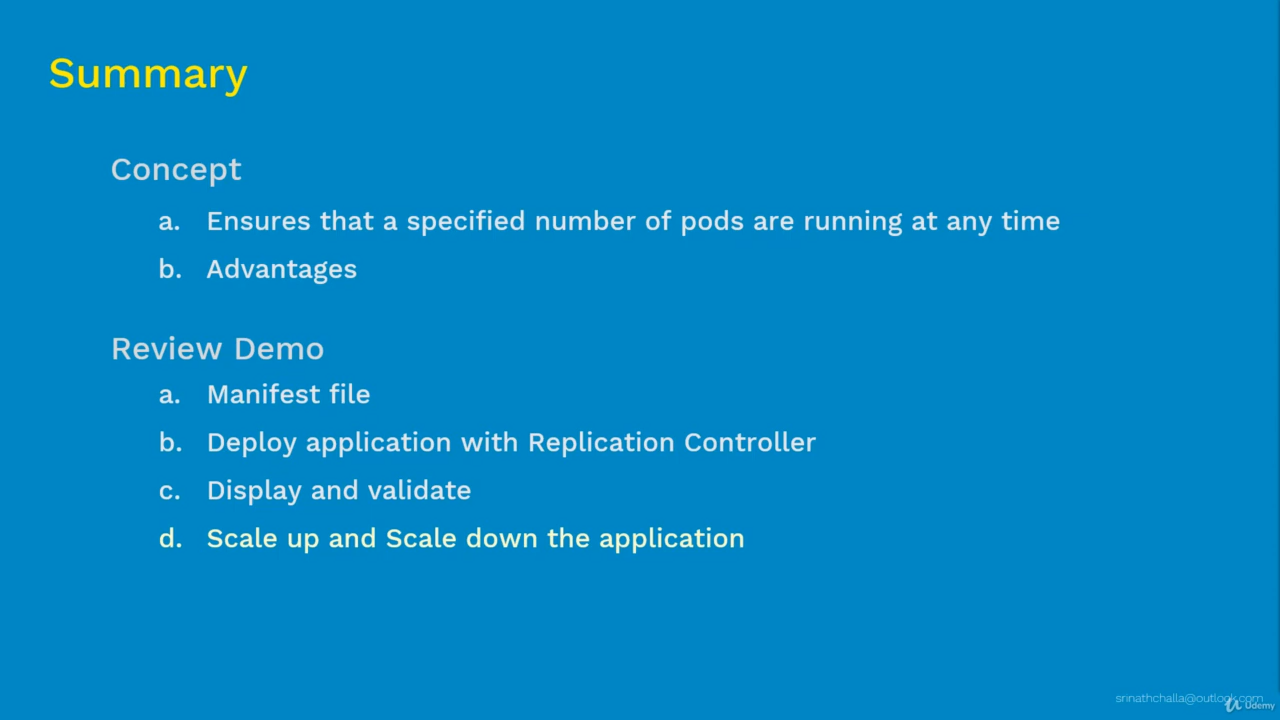 Summary
Concept
a. Ensures that a specified number of pods are running at any time
b. Advantages
Review Demo
a. Manifest file
b. Deploy application with Replication Controller
c. Display and validate
d. Scale up and Scale down the application
srinathchalla@outlook.com
Udemy